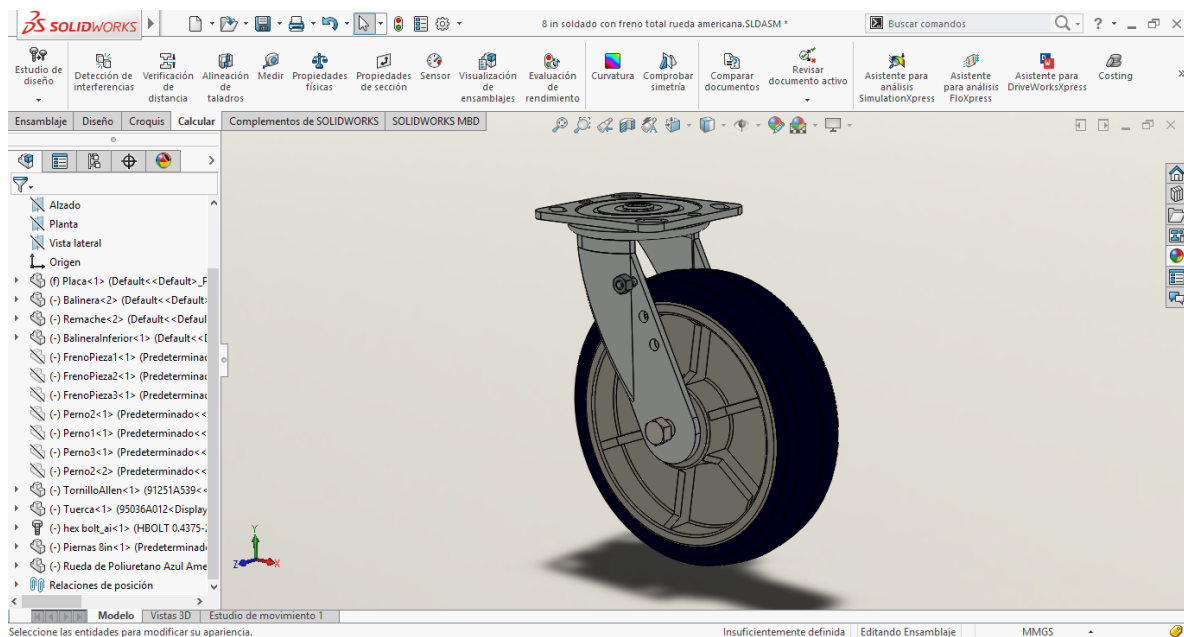 SOLIDWORKS
8 in soldado con freno total rueda americana.SLDASM *
Buscar comandos
Estudio de diseño
Detección de interferencias
Verificación de distancia
Alineación de taladros
Medir
Propiedades físicas
Propiedades de sección
Sensor
Visualización de ensamblajes
Evaluación de rendimiento
Curvatura
Comprobar simetría
Comparar documentos
Revisar documento activo
Asistente para análisis SimulationXpress
Asistente para análisis FloXpress
Asistente para DriveWorksXpress
Costing
Ensamblaje
Diseño
Croquis
Calcular
Complementos de SOLIDWORKS
SOLIDWORKS MBD
Alzado
Planta
Vista lateral
Origen
(f) Placa<1> (Default<<Default>_F
(-) Balinera<2> (Default<<Default>
(-) Remache<2> (Default<<Defaul
(-) BalineraInferior<1> (Default<<
(-) FrenoPieza1<1> (Predeterminad
(-) FrenoPieza2<1> (Predeterminad
(-) FrenoPieza3<1> (Predeterminad
(-) Perno2<1> (Predeterminado<<
(-) Perno1<1> (Predeterminado<<
(-) Perno3<1> (Predeterminado<<
(-) Perno2<2> (Predeterminado<<
(-) TornilloAllen<1> (91251A539<<
(-) Tuerca<1> (95036A012<Display
(-) hex bolt_ai<1> (HBOLT 0.4375-
(-) Piernas 8in<1> (Predeterminad
(-) Rueda de Poliuretano Azul Ame
Relaciones de posición
Y
Z
X
Modelo
Vistas 3D
Estudio de movimiento 1
Seleccione las entidades para modificar su apariencia.
Insuficientemente definida
Editando Ensamblaje
MMGS